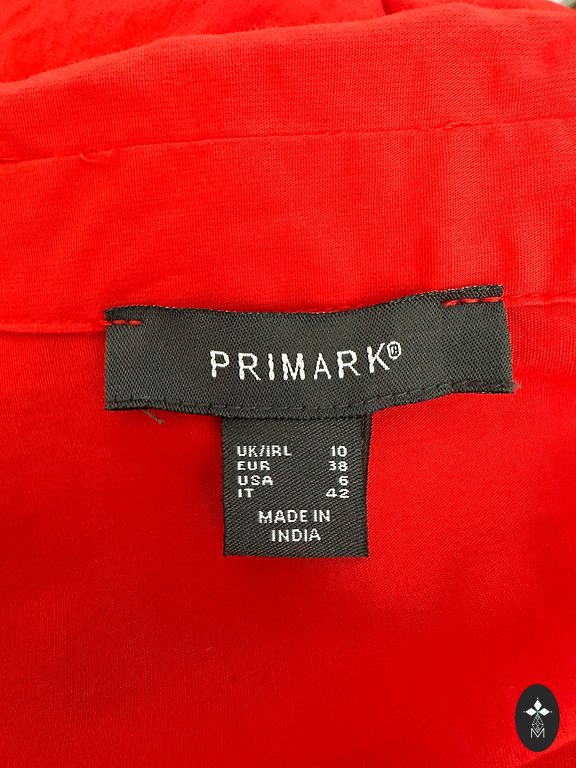 PRIMARK®
UK/IRL 10
EUR 38
USA 6
IT 42
MADE IN
INDIA